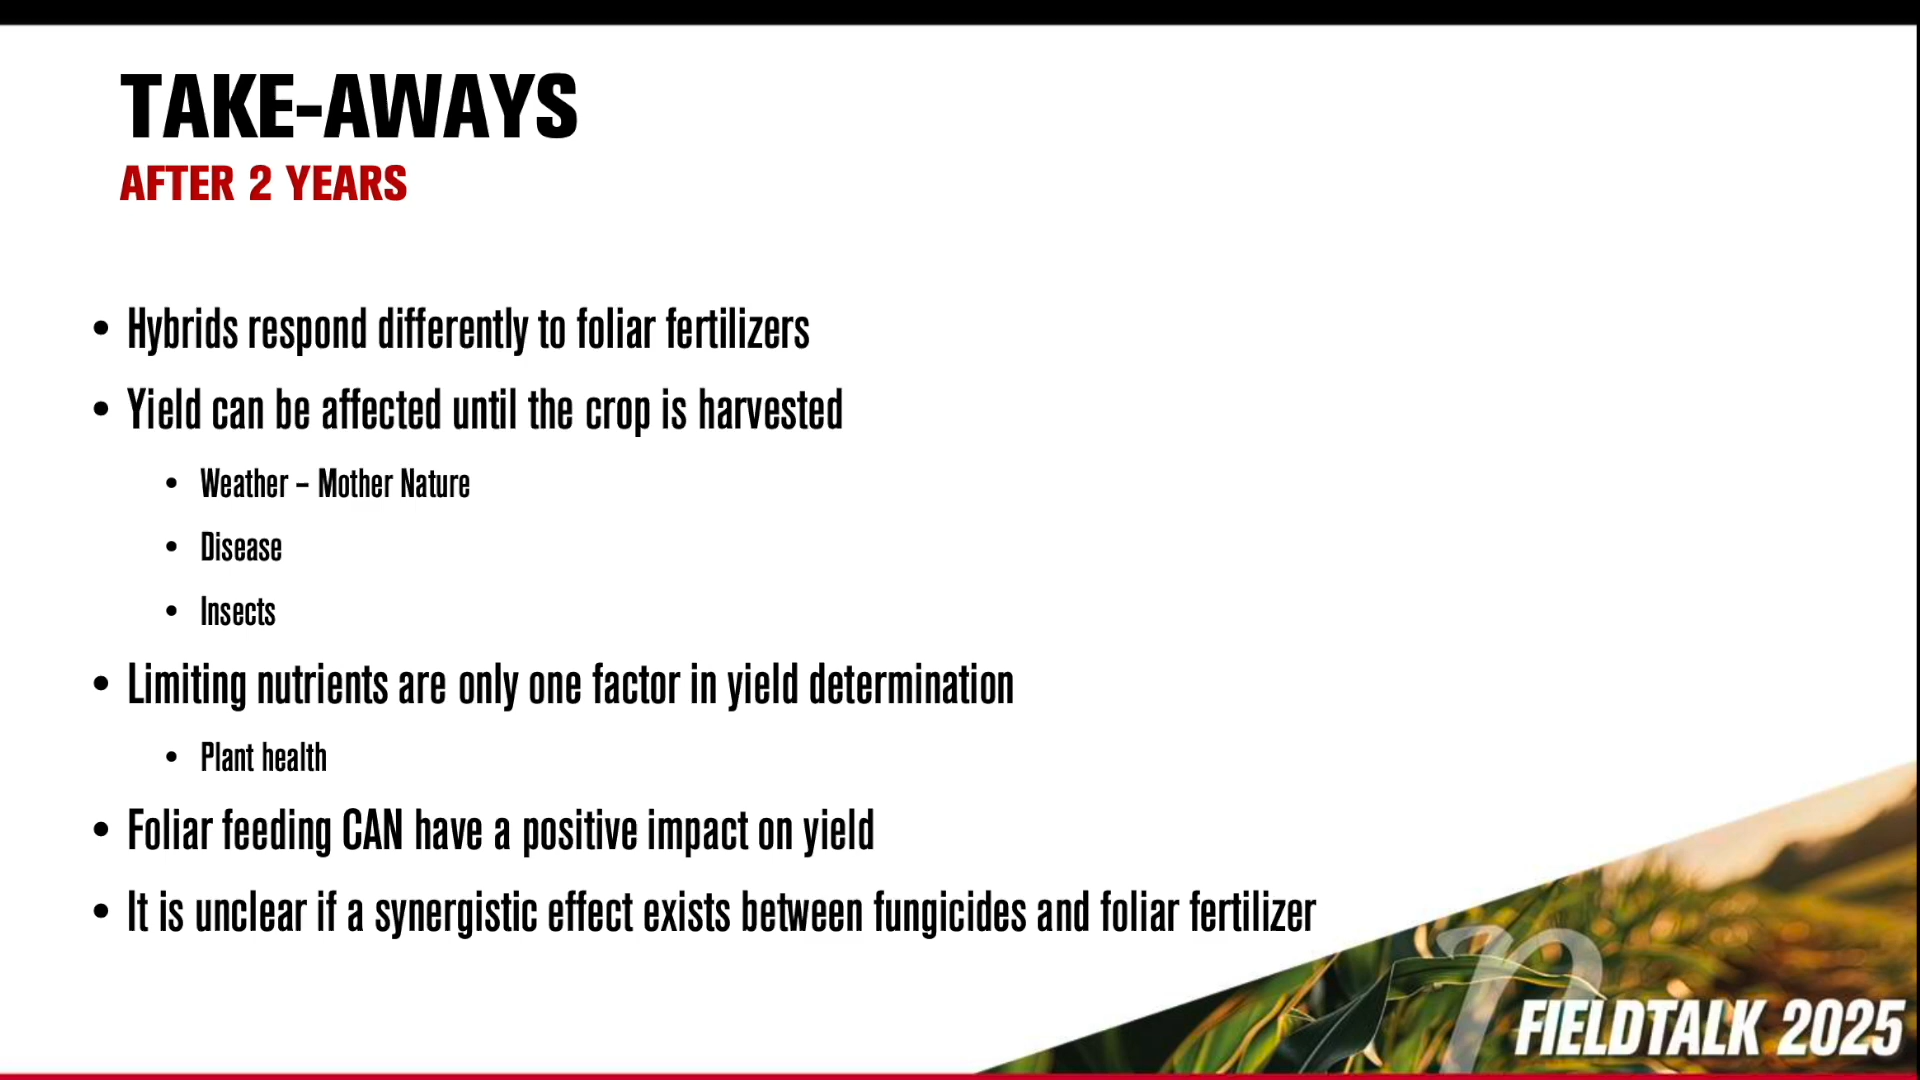 TAKE-AWAYS
AFTER 2 YEARS
• Hybrids respond differently to foliar fertilizers
• Yield can be affected until the crop is harvested
• Weather – Mother Nature
• Disease
• Insects
• Limiting nutrients are only one factor in yield determination
• Plant health
• Foliar feeding CAN have a positive impact on yield
• It is unclear if a synergistic effect exists between fungicides and foliar fertilizer
FIELDTALK 2025